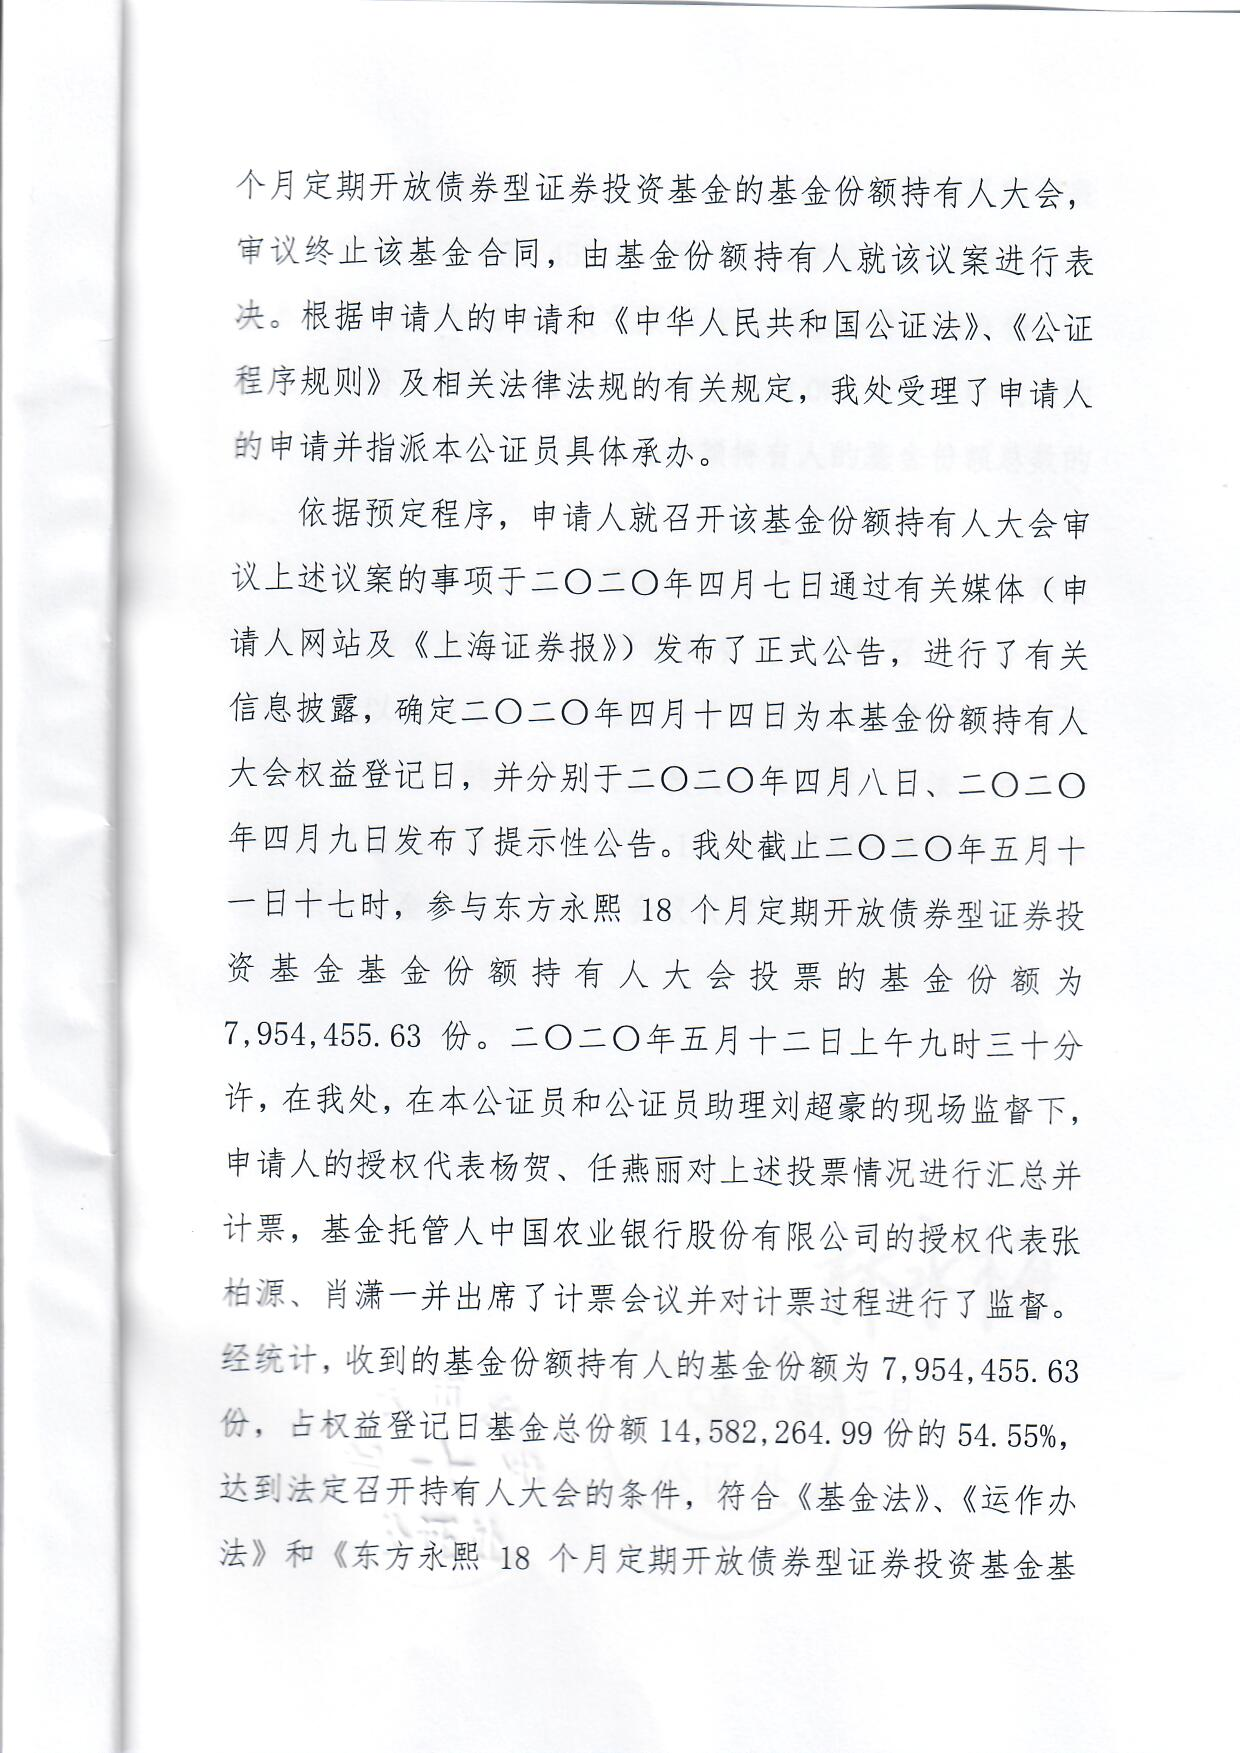 个月定期开放债券型证券投资基金的基金份额持有人大会，
审议终止该基金合同，由基金份额持有人就该议案进行表
决。根据申请人的申请和《中华人民共和国公证法》、《公证
程序规则》及相关法律法规的有关规定，我处受理了申请人
的申请并指派本公证员具体承办。
依据预定程序，申请人就召开该基金份额持有人大会审
议上述议案的事项于二〇二〇年四月七日通过有关媒体（申
请人网站及《上海证券报》）发布了正式公告，进行了有关
信息披露，确定二〇二〇年四月十四日为本基金份额持有人
大会权益登记日，并分别于二〇二〇年四月八日、二〇二〇
年四月九日发布了提示性公告。我处截止二〇二〇年五月十
一日十七时，参与东方永熙 18 个月定期开放债券型证券投
资基金基金份额持有人大会投票的基金份额为
7,954,455.63 份。二〇二〇年五月十二日上午九时三十分
许，在我处，在本公证员和公证员助理刘超豪的现场监督下，
申请人的授权代表杨贺、任燕丽对上述投票情况进行汇总并
计票，基金托管人中国农业银行股份有限公司的授权代表张
柏源、肖潇一并出席了计票会议并对计票过程进行了监督。
经统计，收到的基金份额持有人的基金份额为 7,954,455.63
份，占权益登记日基金总份额 14,582,264.99 份的 54.55%，
达到法定召开持有人大会的条件，符合《基金法》、《运作办
法》和《东方永熙 18 个月定期开放债券型证券投资基金基